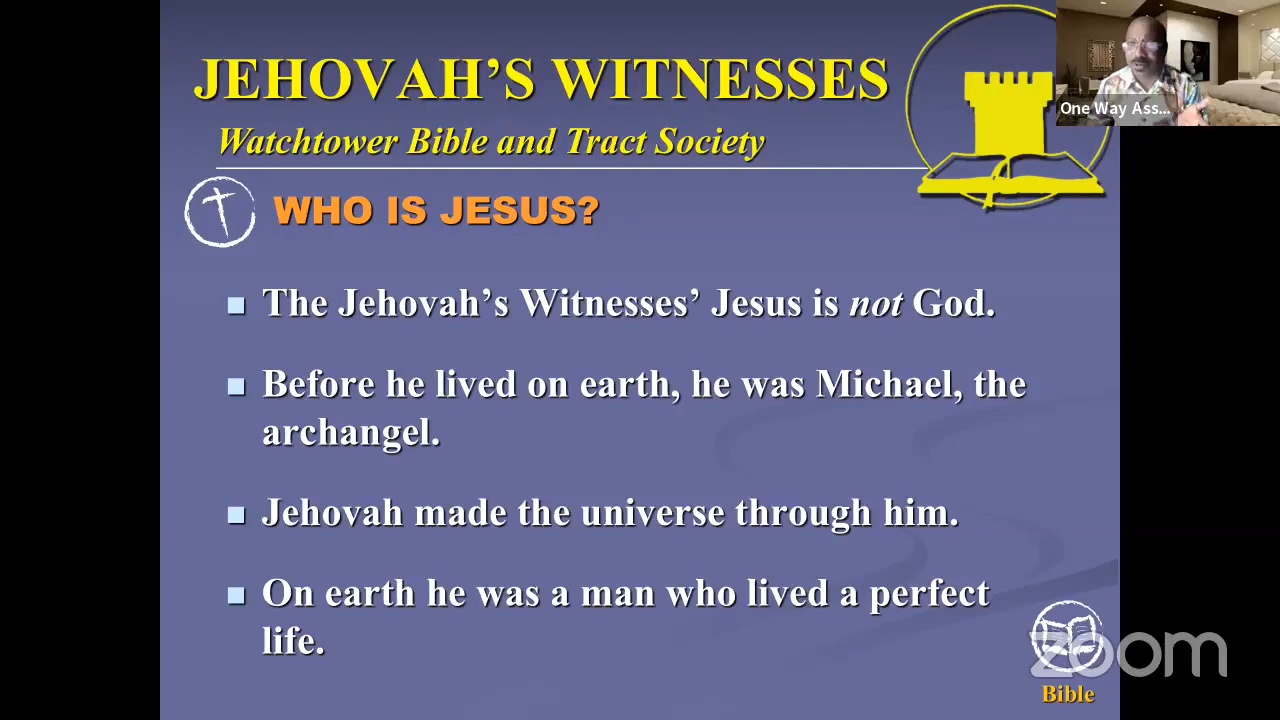 JEHOVAH’S WITNESSES
One Way Ass...
Watchtower Bible and Tract Society
WHO IS JESUS?
The Jehovah’s Witnesses’ Jesus is not God.
Before he lived on earth, he was Michael, the
archangel.
Jehovah made the universe through him.
On earth he was a man who lived a perfect
life.
zoom
Bible